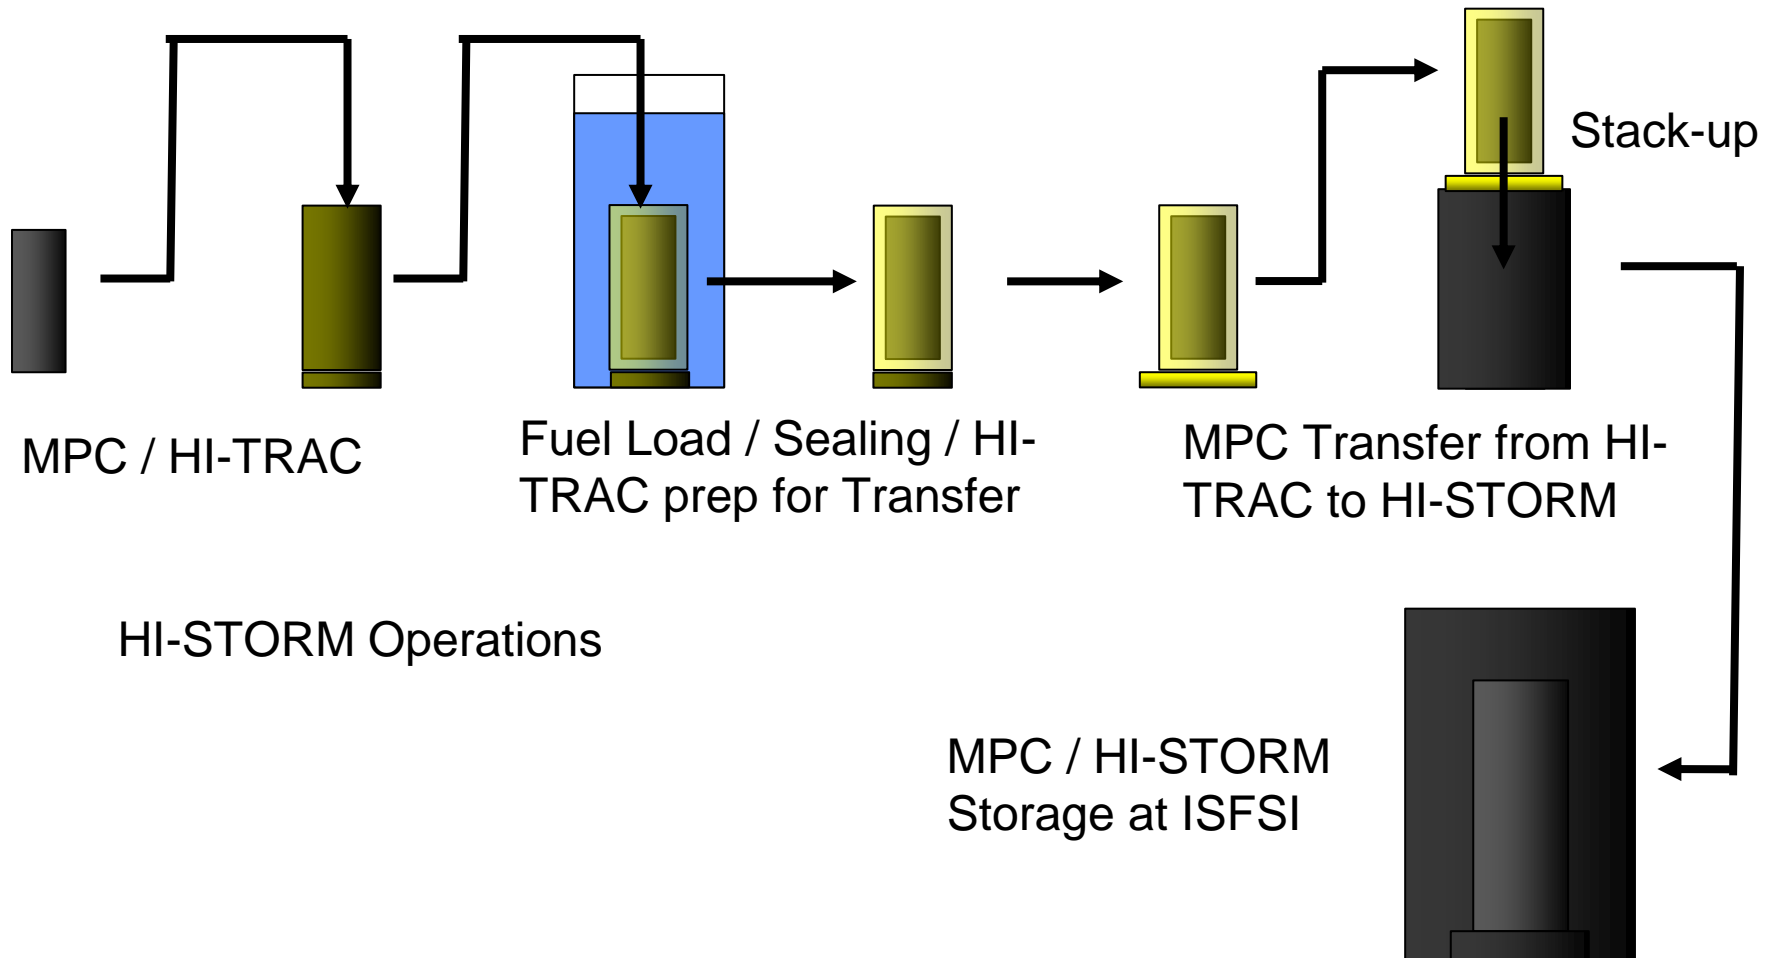 Stack-up
MPC / HI-TRAC
Fuel Load / Sealing / HI-
TRAC prep for Transfer
MPC Transfer from HI-
TRAC to HI-STORM
HI-STORM Operations
MPC / HI-STORM
Storage at ISFSI